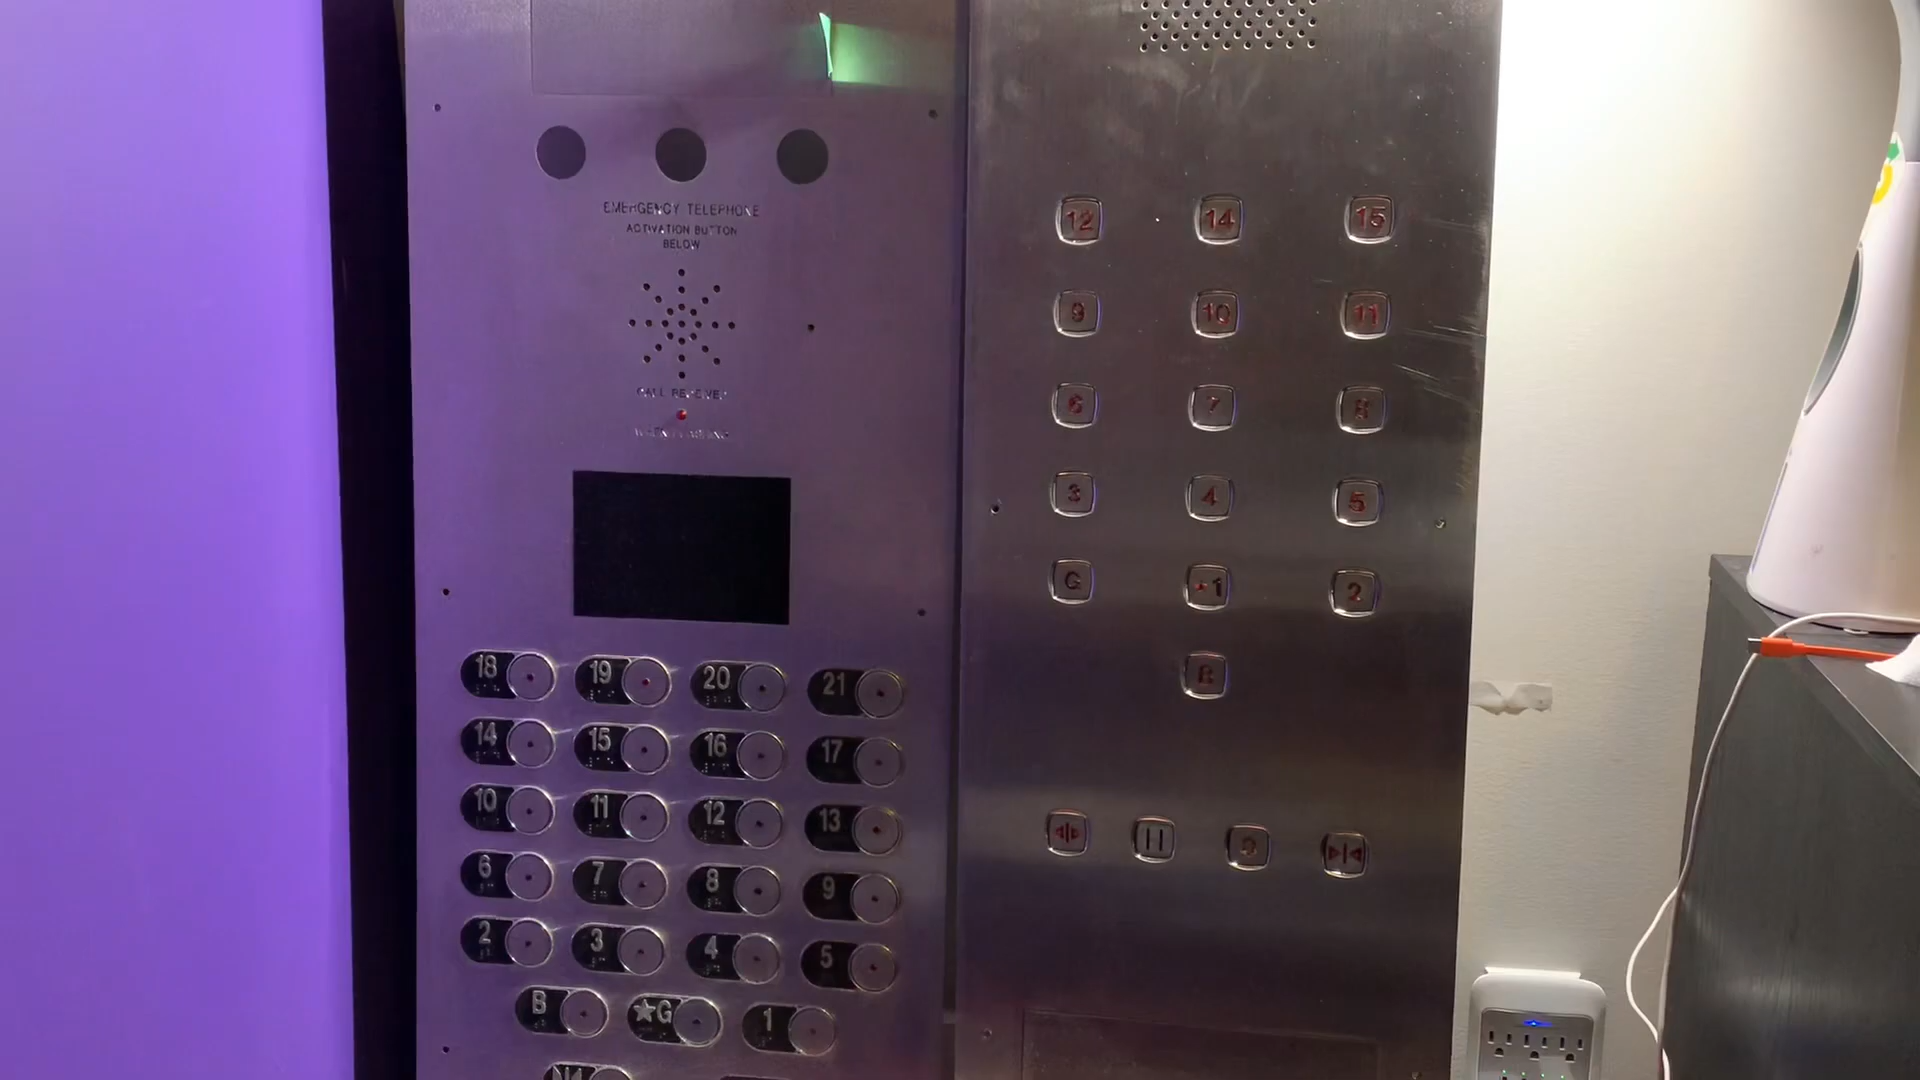 EMERGENCY TELEPHONE
ACTIVATION BUTTON
BELOW
CALL RECEIVED
18 19 20 21
14 15 16 17
10 11 12 13
6 7 8 9
2 3 4 5
B ★G 1
12 14 15
9 10 11
6 7 8
3 4 5
G ★1 2
B